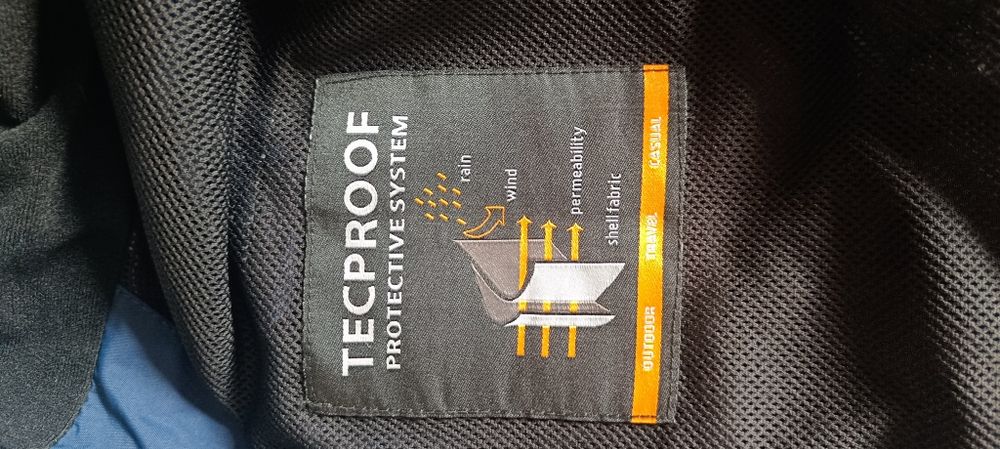 TECPROOF
PROTECTIVE SYSTEM
rain
wind
permeability
shell fabric
OUTDOOR TRAVEL CASUAL